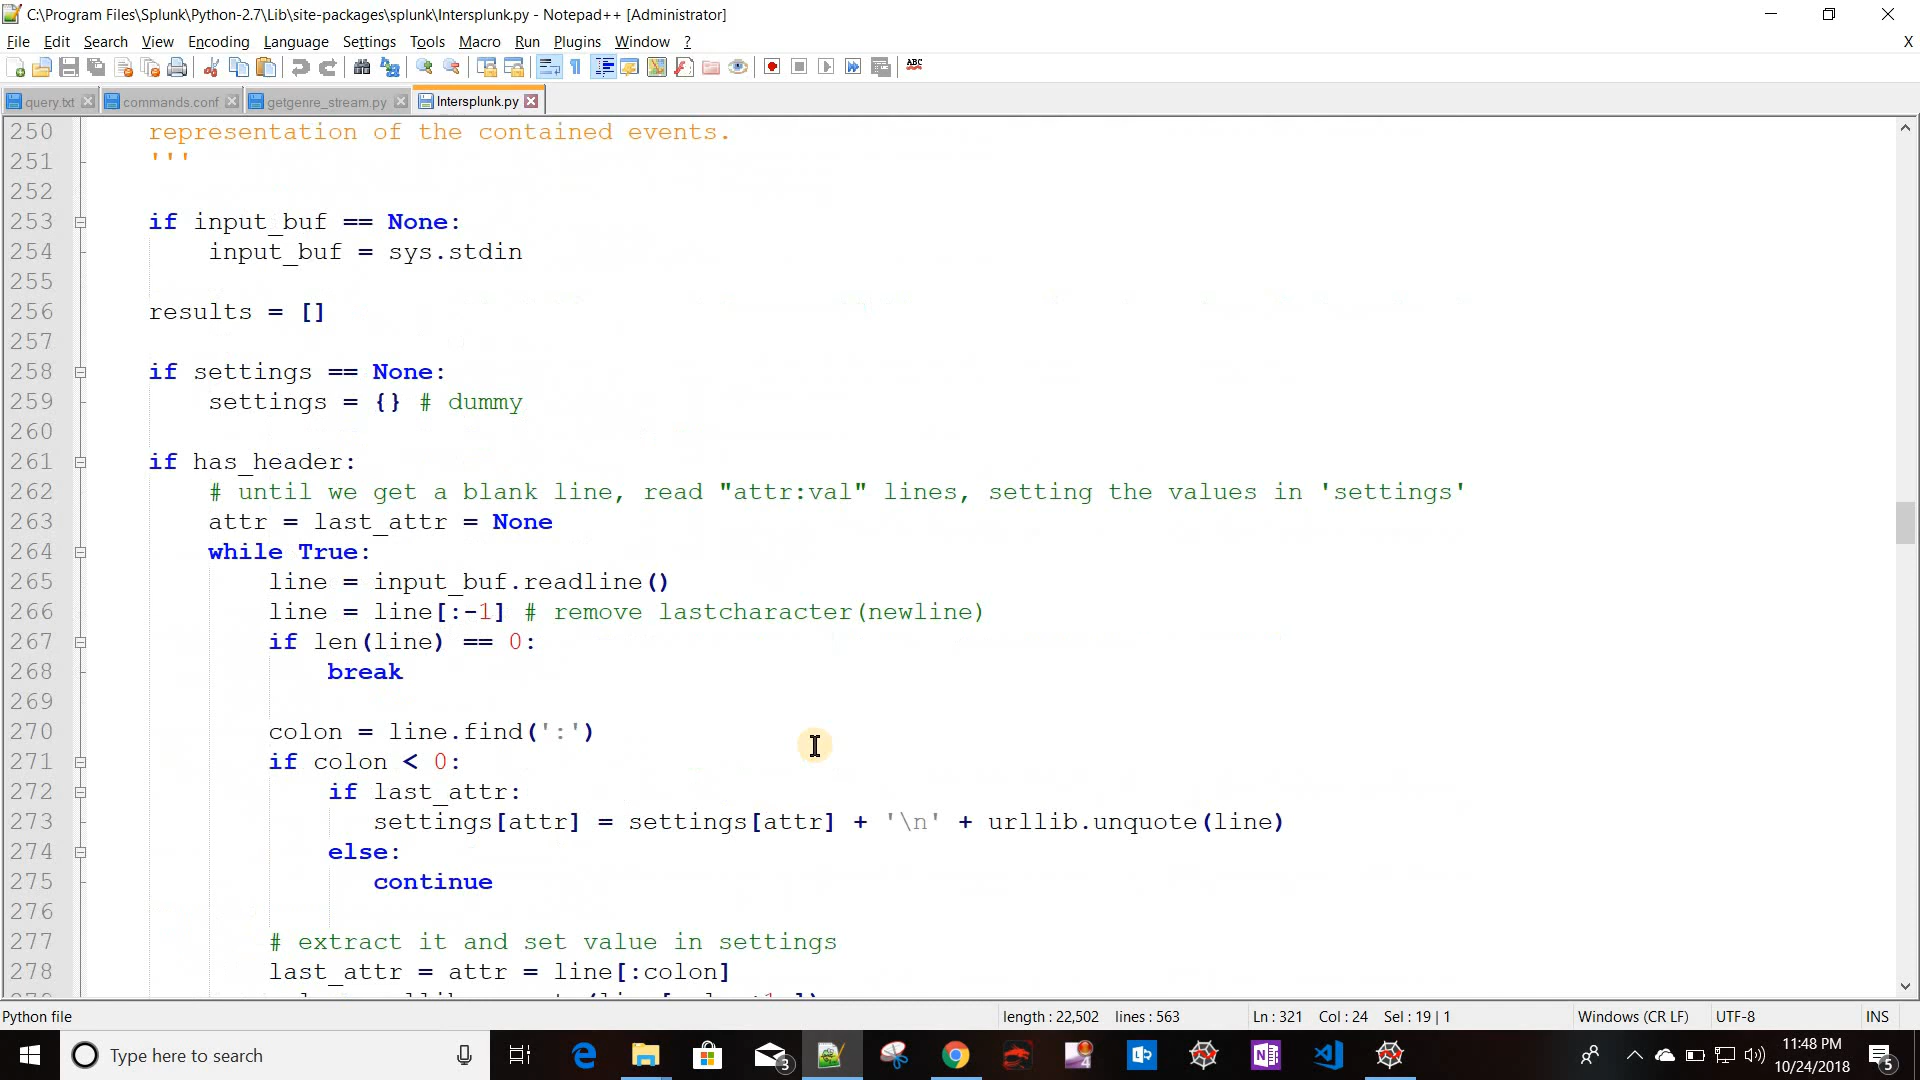 C:\Program Files\Splunk\Python-2.7\Lib\site-packages\splunk\Intersplunk.py - Notepad++ [Administrator]
File Edit Search View Encoding Language Settings Tools Macro Run Plugins Window ? X
ABC
query.txt commands.conf getgenre_stream.py Intersplunk.py
250 representation of the contained events.
251 '''
252
253 if input_buf == None:
254 input_buf = sys.stdin
255
256 results = []
257
258 if settings == None:
259 settings = {} # dummy
260
261 if has_header:
262 # until we get a blank line, read "attr:val" lines, setting the values in 'settings'
263 attr = last_attr = None
264 while True:
265 line = input_buf.readline()
266 line = line[:-1] # remove lastcharacter(newline)
267 if len(line) == 0:
268 break
269
270 colon = line.find(':')
271 if colon < 0:
272 if last_attr:
273 settings[attr] = settings[attr] + '\n' + urllib.unquote(line)
274 else:
275 continue
276
277 # extract it and set value in settings
278 last_attr = attr = line[:colon]
Python file length : 22,502 lines : 563 Ln : 321 Col : 24 Sel : 19 | 1 Windows (CR LF) UTF-8 INS
Type here to search
3
4
11:48 PM
10/24/2018
5